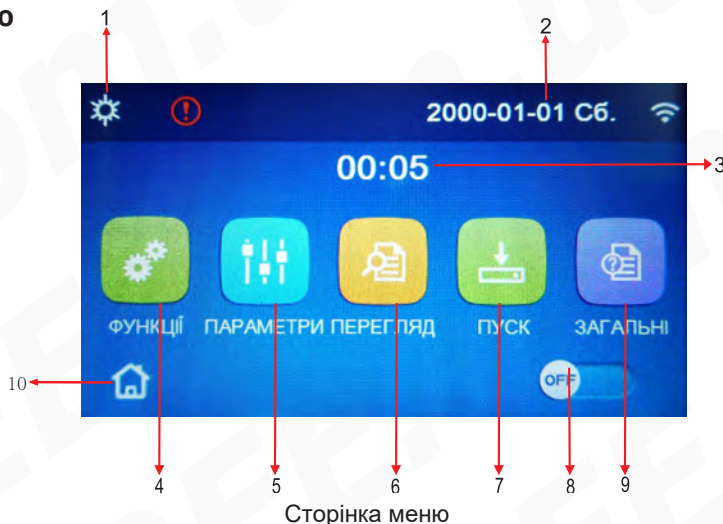 ю
1
2
2000-01-01 Сб.
00:05
3
ФУНКЦІЇ ПАРАМЕТРИ ПЕРЕГЛЯД ПУСК ЗАГАЛЬНІ
10
OFF
4 5 6 7 8 9
Сторінка меню